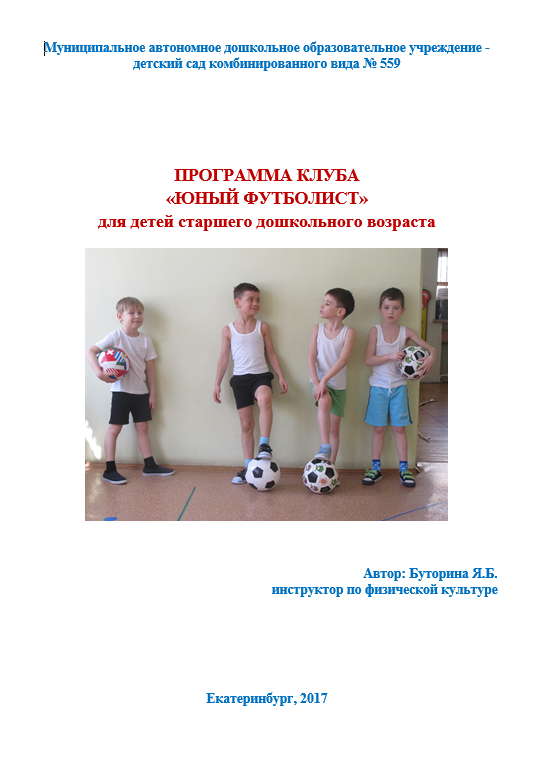 Муниципальное автономное дошкольное образовательное учреждение -
детский сад комбинированного вида № 559
ПРОГРАММА КЛУБА
«ЮНЫЙ ФУТБОЛИСТ»
для детей старшего дошкольного возраста
Автор: Буторина Я.Б.
инструктор по физической культуре
Екатеринбург, 2017